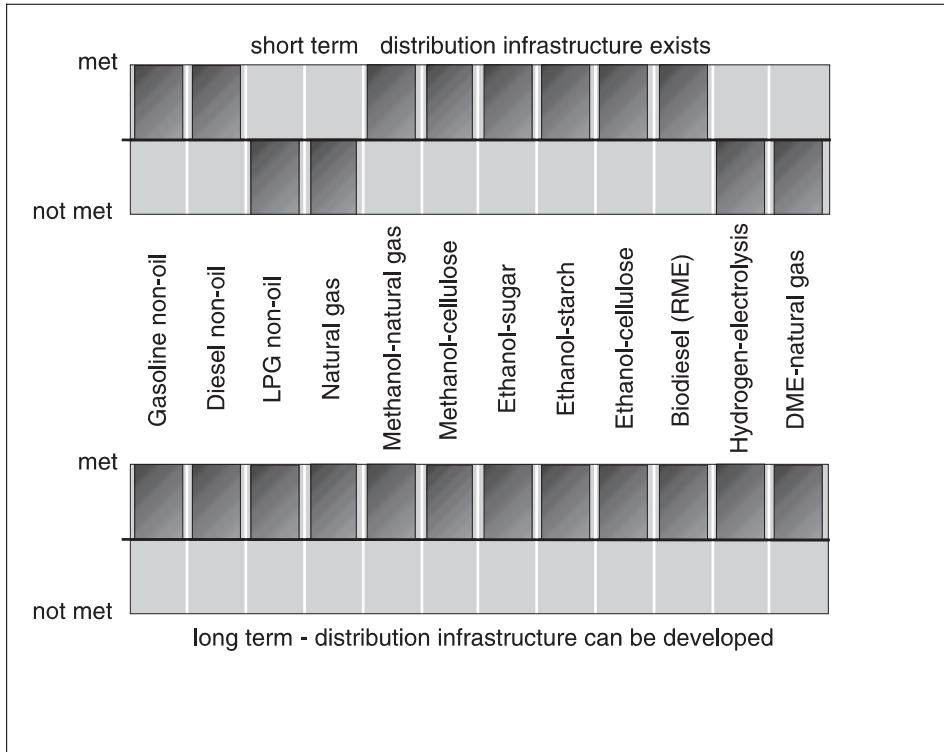 short term distribution infrastructure exists
met
not met
Gasoline non-oil
Diesel non-oil
LPG non-oil
Natural gas
Methanol-natural gas
Methanol-cellulose
Ethanol-sugar
Ethanol-starch
Ethanol-cellulose
Biodiesel (RME)
Hydrogen-electrolysis
DME-natural gas
met
not met
long term - distribution infrastructure can be developed